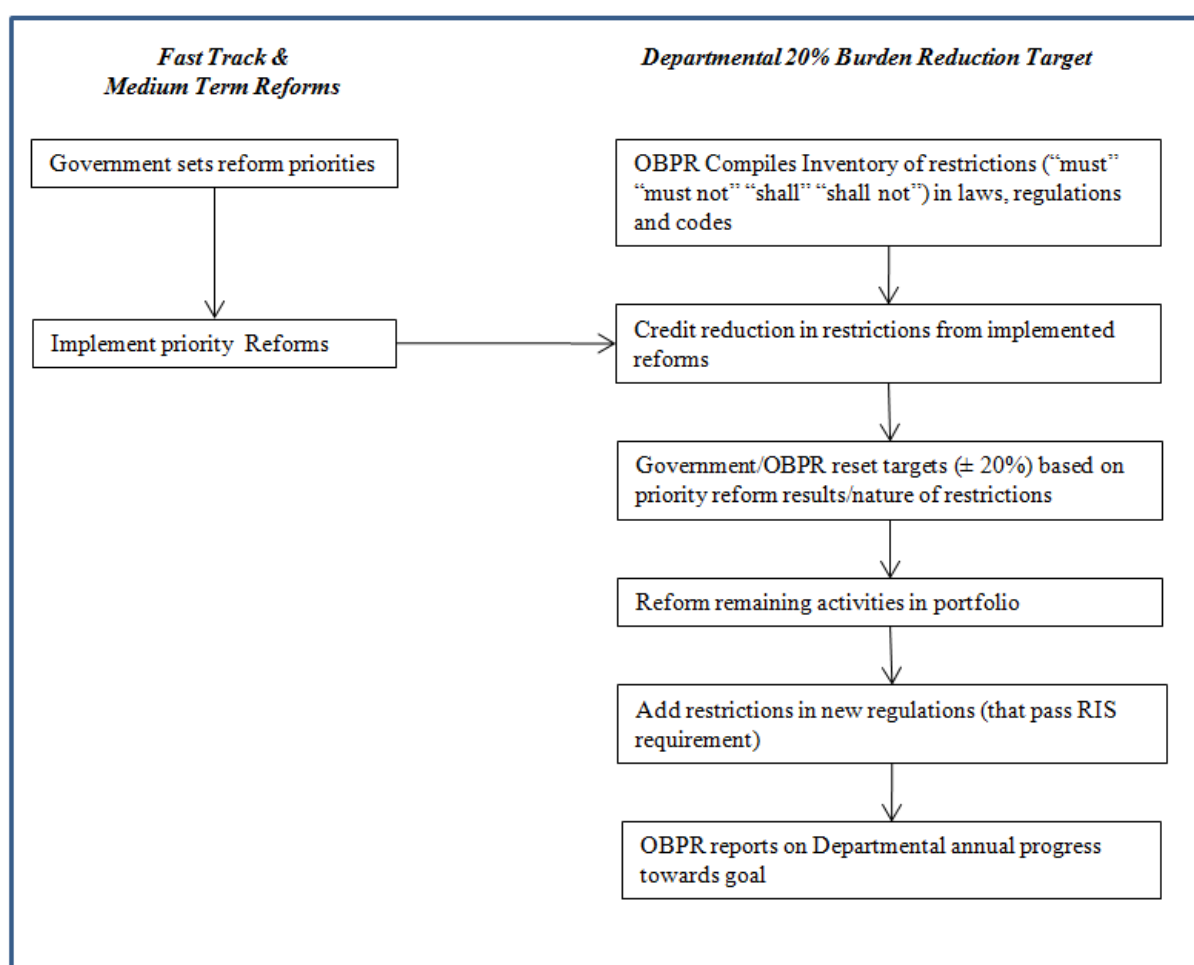 Fast Track &
Medium Term Reforms
Government sets reform priorities
Implement priority  Reforms
Departmental 20% Burden Reduction Target
OBPR Compiles Inventory of restrictions (“must”
“must not” “shall” “shall not”) in laws, regulations
and codes
Credit reduction in restrictions from implemented
reforms
Government/OBPR reset targets (± 20%) based on
priority reform results/nature of restrictions
Reform remaining activities in portfolio
Add restrictions in new regulations (that pass RIS
requirement)
OBPR reports on Departmental annual progress
towards goal